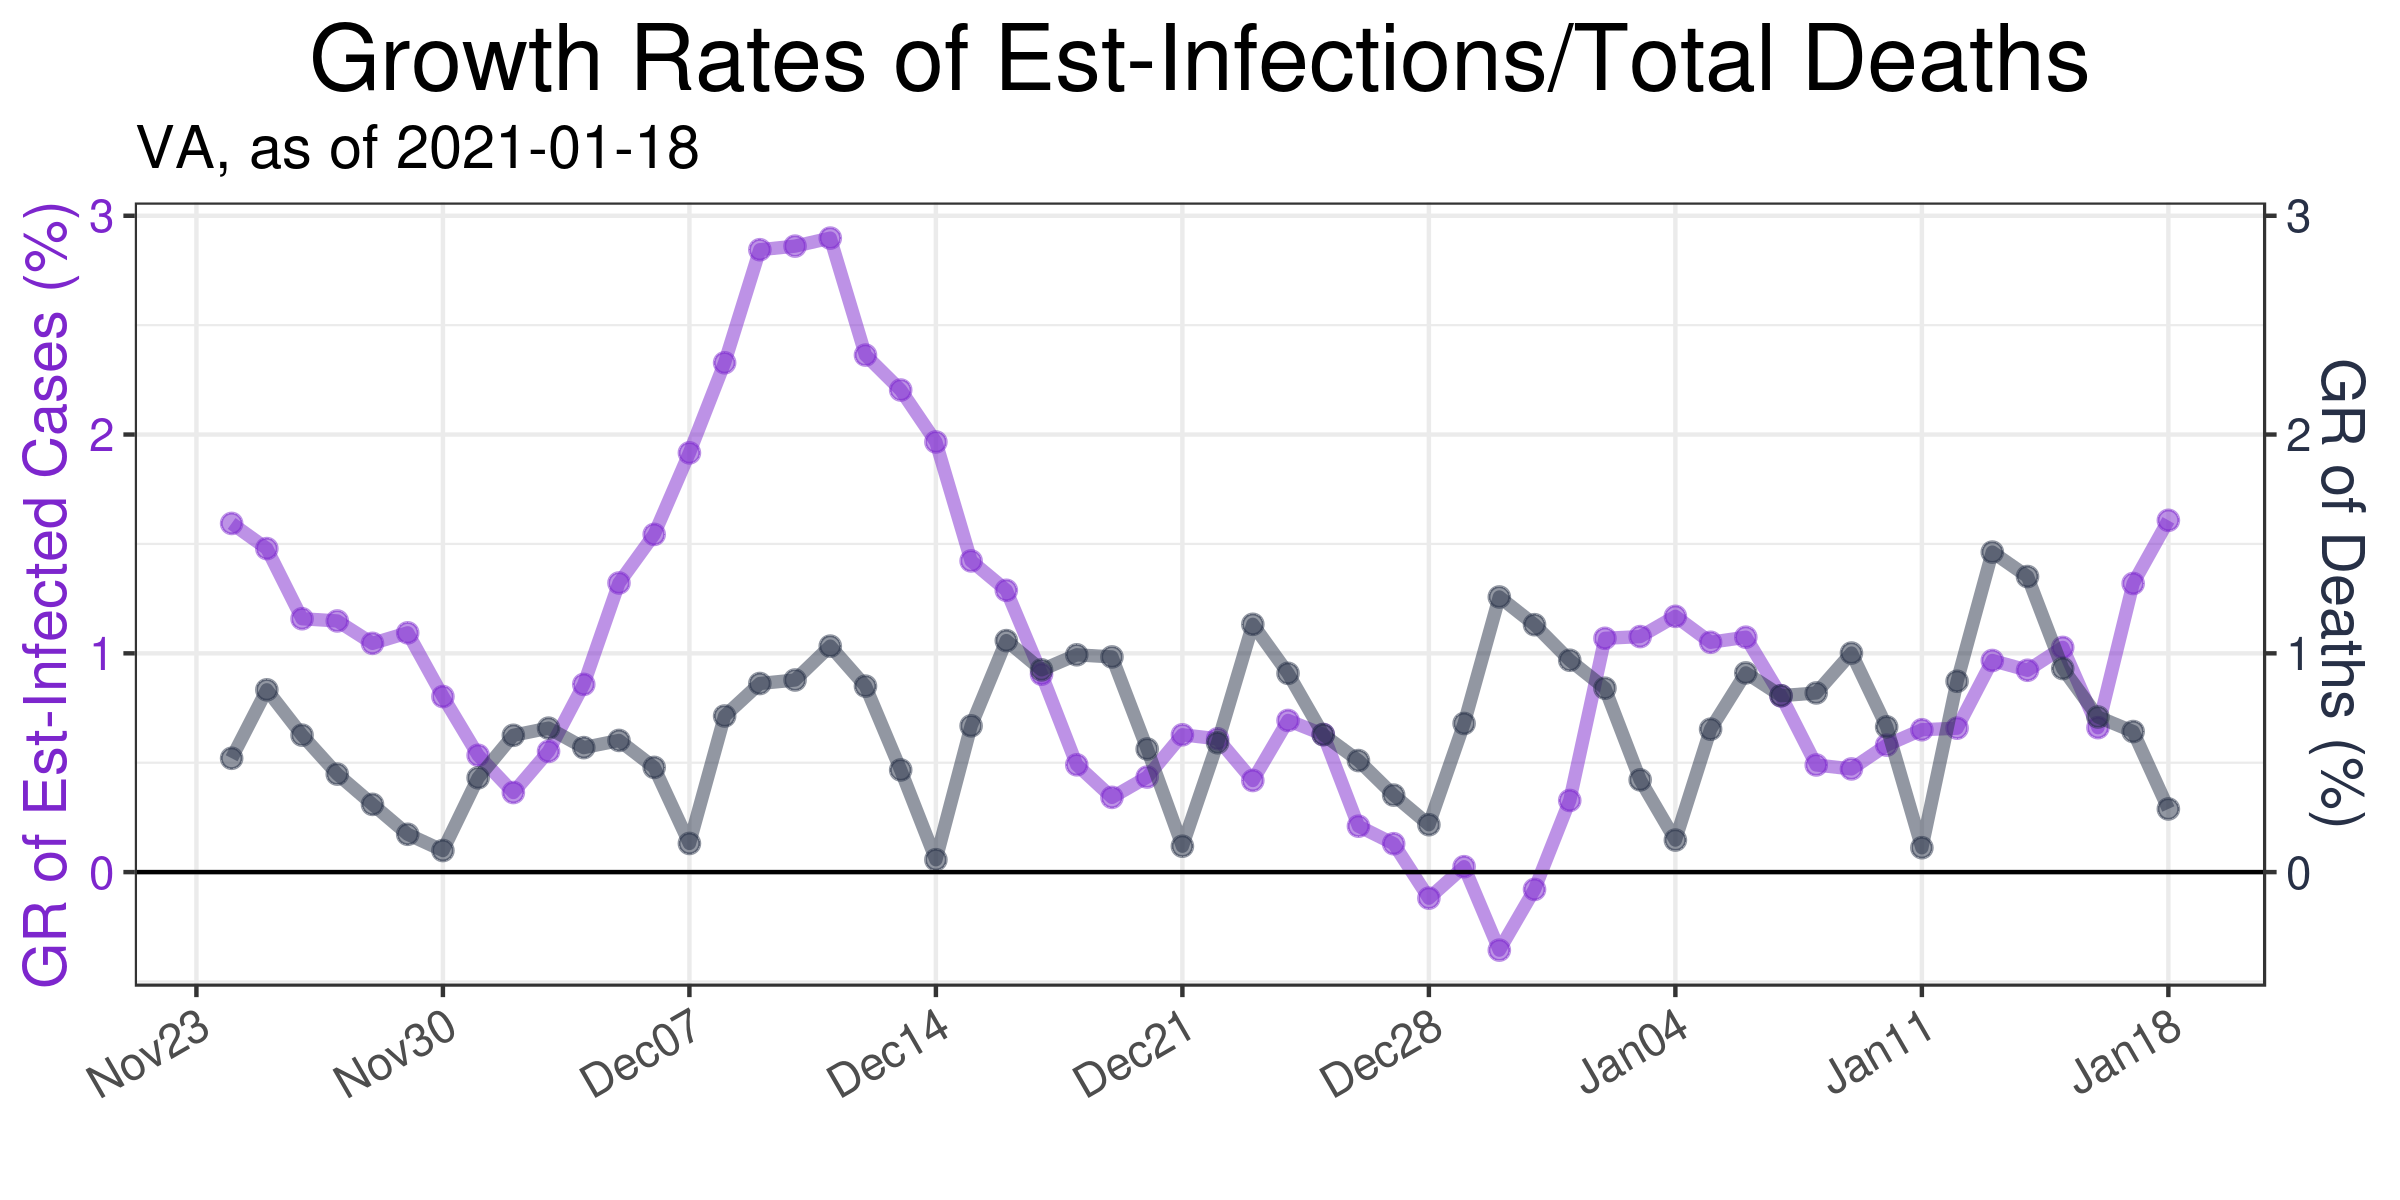 Growth Rates of Est-Infections/Total Deaths
VA, as of 2021-01-18
GR of Est-Infected Cases (%)
3
2
1
0
3
2
1
0
GR of Deaths (%)
Nov23
Nov30
Dec07
Dec14
Dec21
Dec28
Jan04
Jan11
Jan18